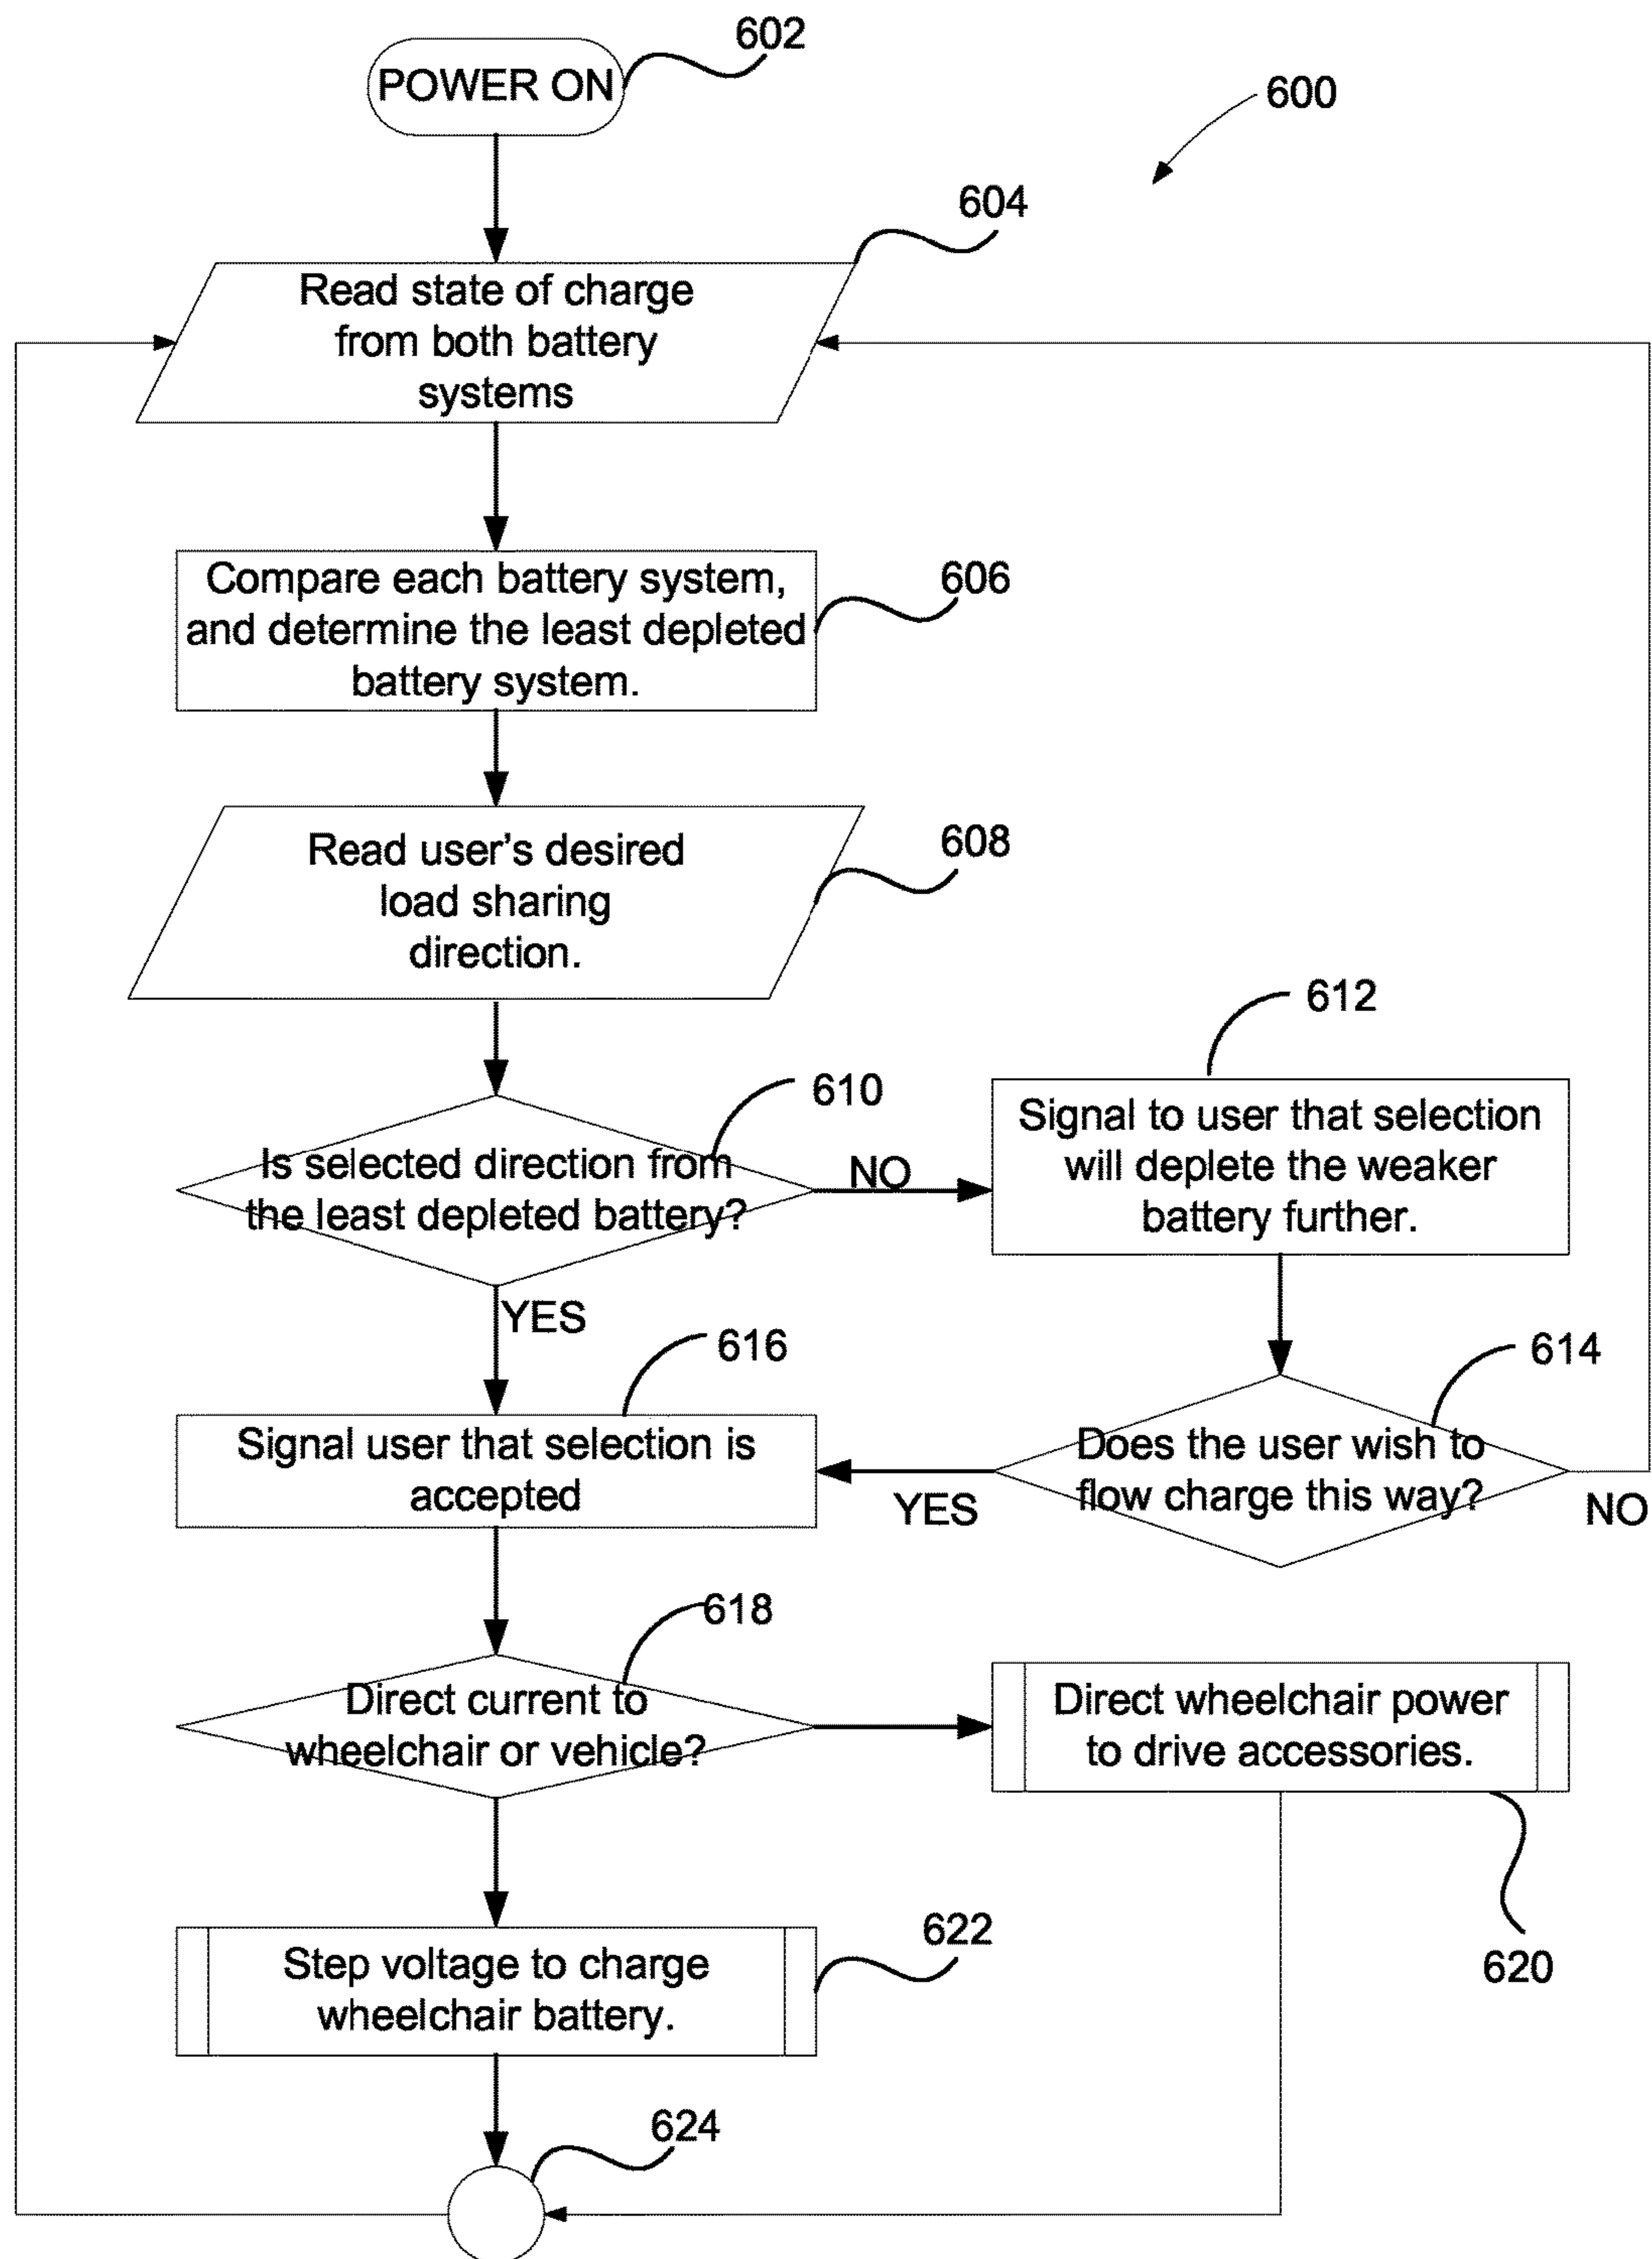 602
POWER ON
600
604
Read state of charge
from both battery
systems
Compare each battery system,
and determine the least depleted
battery system.
606
Read user's desired
load sharing
direction.
608
612
610
Is selected direction from
the least depleted battery?
NO
Signal to user that selection
will deplete the weaker
battery further.
YES
616
614
Signal user that selection is
accepted
YES
Does the user wish to
flow charge this way?
NO
618
Direct current to
wheelchair or vehicle?
Direct wheelchair power
to drive accessories.
622
620
Step voltage to charge
wheelchair battery.
624